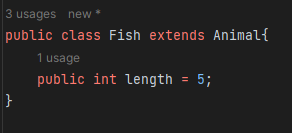 3 usages   new *
public class Fish extends Animal{
    1 usage
    public int length = 5;
}